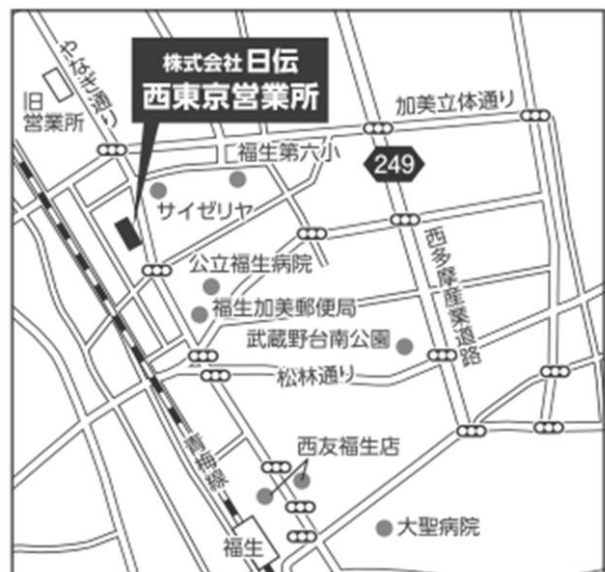 やなぎ通り
株式会社日伝
西東京営業所
旧
営業所
加美立体通り
福生第六小
249
サイゼリヤ
公立福生病院
西多摩産業道路
福生加美郵便局
武蔵野台南公園
松林通り
青梅線
西友福生店
福生
大聖病院